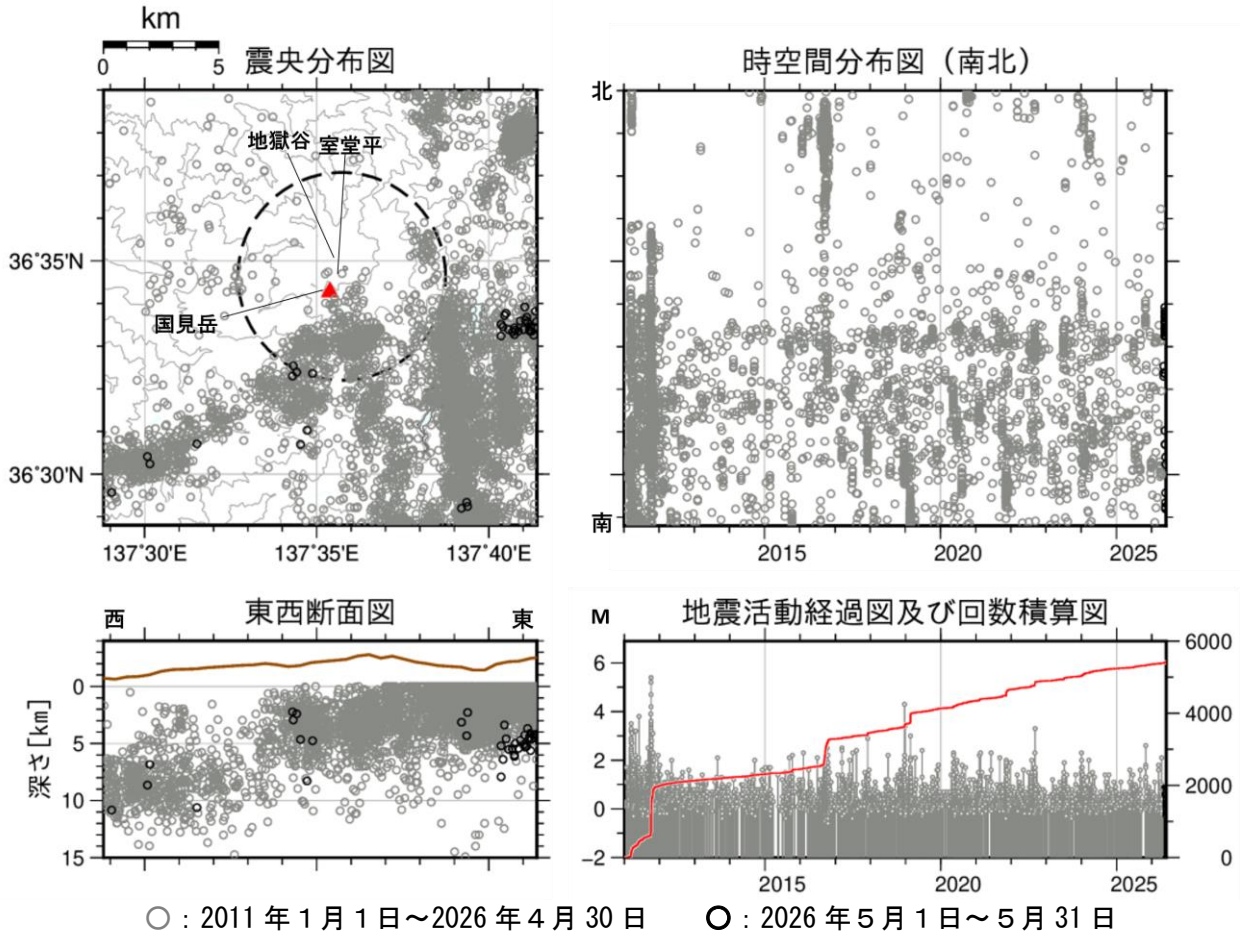 km
0 5
震央分布図
地獄谷 室堂平
36°35'N
国見岳
36°30'N
137°30'E 137°35'E 137°40'E
時空間分布図（南北）
北
南
2015 2020 2025
西 東西断面図 東
0
5
10
15
深さ[km]
M 地震活動経過図及び回数積算図
6
4
2
0
-2
6000
4000
2000
0
2015 2020 2025
○：2011年１月１日～2026年４月30日 ○：2026年５月１日～５月31日